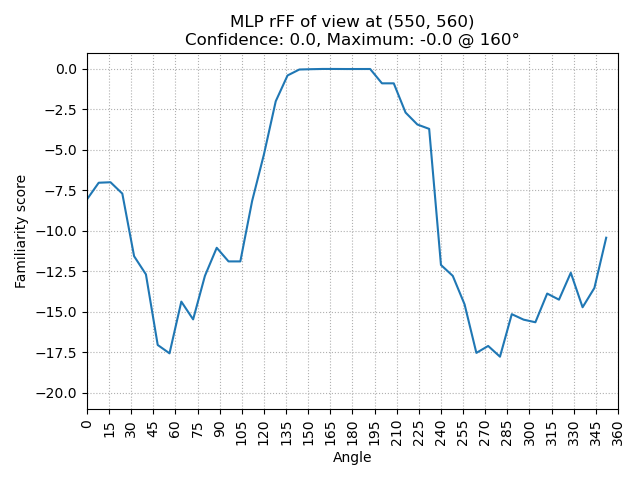 MLP rFF of view at (550, 560)
Confidence: 0.0, Maximum: -0.0 @ 160°
Familiarity score
0.0
−2.5
−5.0
−7.5
−10.0
−12.5
−15.0
−17.5
−20.0
0 15 30 45 60 75 90 105 120 135 150 165 180 195 210 225 240 255 270 285 300 315 330 345 360
Angle